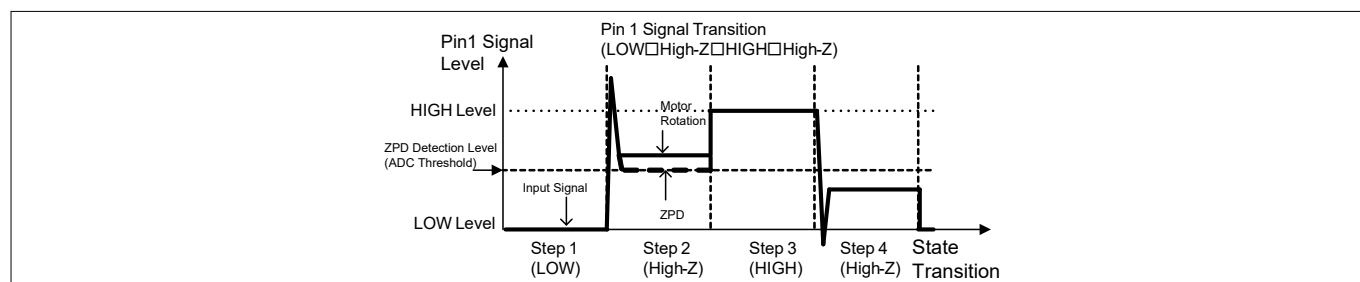 Pin 1 Signal Transition
(LOW□High-Z□HIGH□High-Z)
Pin1 Signal
Level
HIGH Level
Motor
Rotation
ZPD Detection Level
(ADC Threshold)
Input Signal
ZPD
LOW Level
Step 1
(LOW)
Step 2
(High-Z)
Step 3
(HIGH)
Step 4
(High-Z)
State
Transition